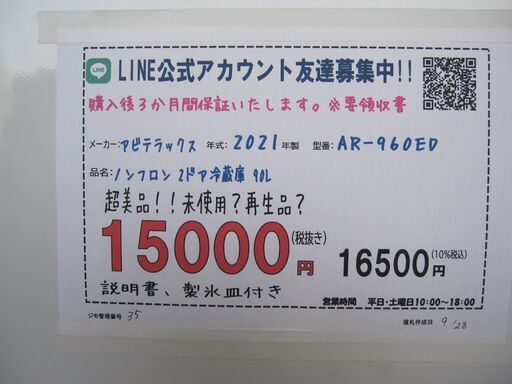 LINE
LINE公式アカウント友達募集中!!
購入後3か月間保証いたします。※要領収書
メーカー:アビテラックス 年式:2021年製 型番:AR-960ED
品名:ノンフロン 2ドア冷蔵庫 90L
超美品!!未使用?再生品?
15000円(税抜き) 16500円(10%税込)
説明書、製氷皿付き
営業時間 平日・土曜日10:00~18:00
ジモ管理番号 35 値札作成日 9/28